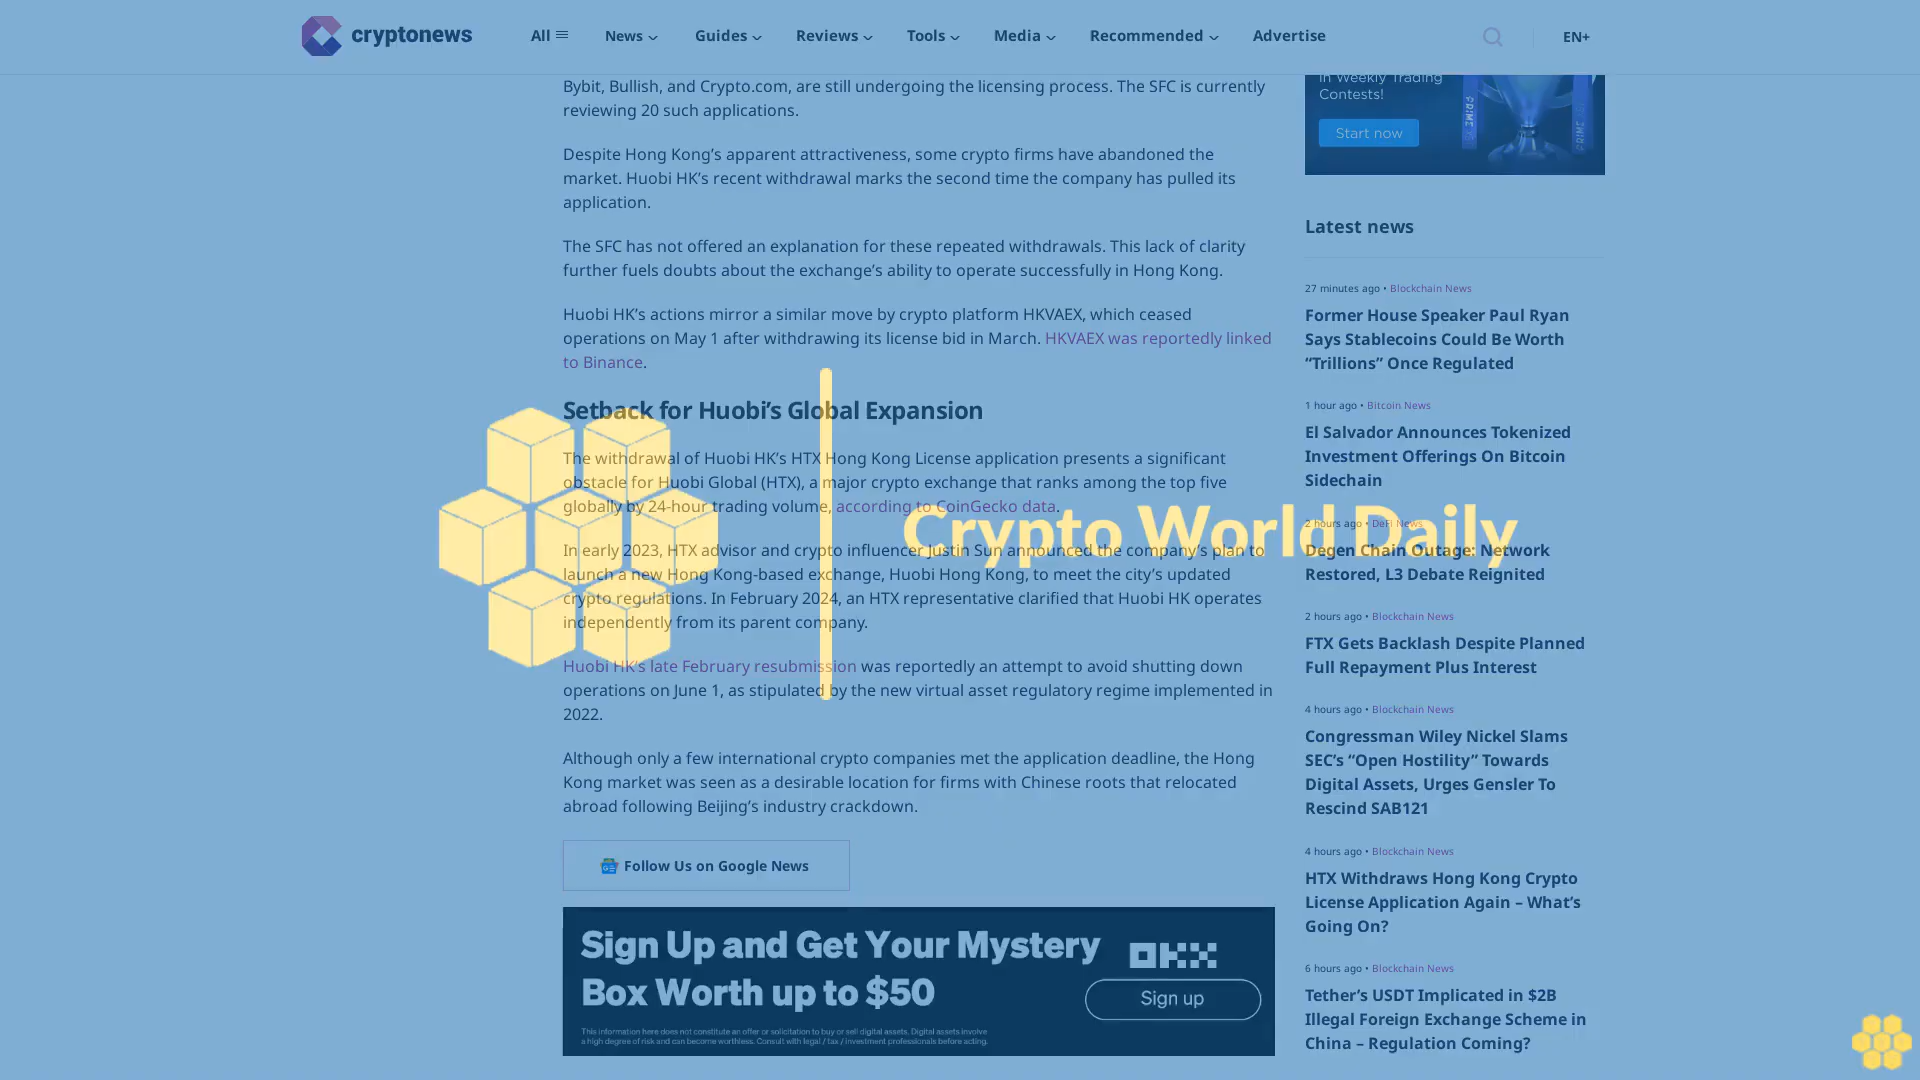 cryptonews
All
News
Guides
Reviews
Tools
Media
Recommended
Advertise
EN+
Bybit, Bullish, and Crypto.com, are still undergoing the licensing process. The SFC is currently
reviewing 20 such applications.
Despite Hong Kong’s apparent attractiveness, some crypto firms have abandoned the
market. Huobi HK’s recent withdrawal marks the second time the company has pulled its
application.
The SFC has not offered an explanation for these repeated withdrawals. This lack of clarity
further fuels doubts about the exchange’s ability to operate successfully in Hong Kong.
Huobi HK’s actions mirror a similar move by crypto platform HKVAEX, which ceased
operations on May 1 after withdrawing its license bid in March. HKVAEX was reportedly linked
to Binance.
Setback for Huobi’s Global Expansion
The withdrawal of Huobi HK’s HTX Hong Kong License application presents a significant
obstacle for Huobi Global (HTX), a major crypto exchange that ranks among the top five
globally by 24-hour trading volume, according to CoinGecko data.
In early 2023, HTX advisor and crypto influencer Justin Sun announced the company’s plan to
launch a new Hong Kong-based exchange, Huobi Hong Kong, to meet the city’s updated
crypto regulations. In February 2024, an HTX representative clarified that Huobi HK operates
independently from its parent company.
Huobi HK’s late February resubmission was reportedly an attempt to avoid shutting down
operations on June 1, as stipulated by the new virtual asset regulatory regime implemented in
2022.
Although only a few international crypto companies met the application deadline, the Hong
Kong market was seen as a desirable location for firms with Chinese roots that relocated
abroad following Beijing’s industry crackdown.
Follow Us on Google News
Sign Up and Get Your Mystery
Box Worth up to $50
OKX
Sign up
This information here does not constitute an offer or solicitation to buy or sell digital assets. Digital assets involve
a high degree of risk and can become worthless. Consult with legal / tax / investment professionals before acting.
Crypto World Daily
in Weekly Trading
Contests!
Start now
Latest news
27 minutes ago • Blockchain News
Former House Speaker Paul Ryan
Says Stablecoins Could Be Worth
“Trillions” Once Regulated
1 hour ago • Bitcoin News
El Salvador Announces Tokenized
Investment Offerings On Bitcoin
Sidechain
2 hours ago • DeFi News
Degen Chain Outage: Network
Restored, L3 Debate Reignited
2 hours ago • Blockchain News
FTX Gets Backlash Despite Planned
Full Repayment Plus Interest
4 hours ago • Blockchain News
Congressman Wiley Nickel Slams
SEC’s “Open Hostility” Towards
Digital Assets, Urges Gensler To
Rescind SAB121
4 hours ago • Blockchain News
HTX Withdraws Hong Kong Crypto
License Application Again – What’s
Going On?
6 hours ago • Blockchain News
Tether’s USDT Implicated in $2B
Illegal Foreign Exchange Scheme in
China – Regulation Coming?